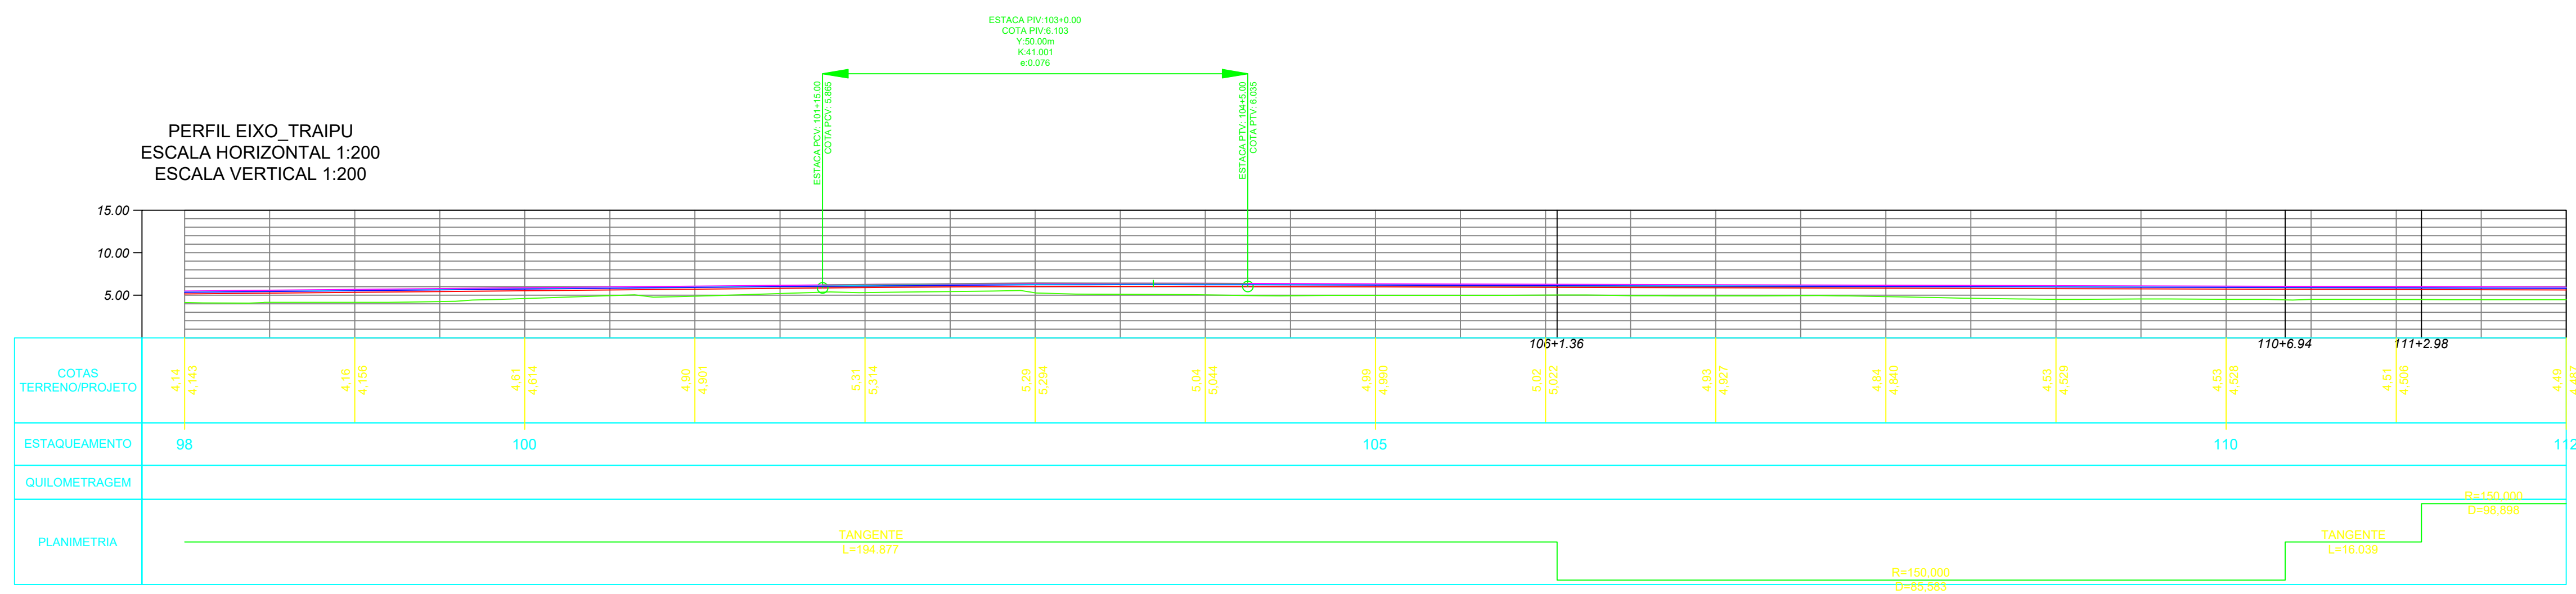 ESTACA PIV:103+0.00
COTA PIV:6.103
Y:50.00m
K:41.001
e:0.076
ESTACA PCV: 101+15.00
COTA PCV: 5.865
ESTACA PTV: 104+5.00
COTA PTV: 6.035
PERFIL EIXO_TRAIPU
ESCALA HORIZONTAL 1:200
ESCALA VERTICAL 1:200
15.00
10.00
5.00
106+1.36
110+6.94
111+2.98
COTAS
TERRENO/PROJETO
4,14
4,143
4,16
4,156
4,61
4,614
4,90
4,901
5,31
5,314
5,29
5,294
5,04
5,044
4,99
4,990
5,02
5,022
4,93
4,927
4,84
4,840
4,53
4,529
4,53
4,528
4,51
4,506
4,49
4,487
ESTAQUEAMENTO
98
100
105
110
112
QUILOMETRAGEM
PLANIMETRIA
TANGENTE
L=194.877
R=150.000
D=85.583
TANGENTE
L=16.039
R=150.000
D=93.896